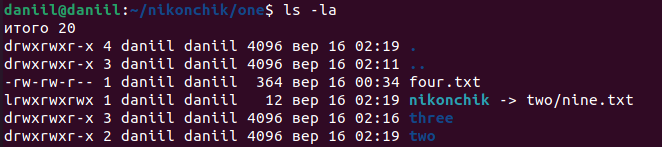 daniil@daniil:~/nikonchik/one$ ls -la
итого 20
drwxrwxr-x 4 daniil daniil 4096 вер 16 02:19 .
drwxrwxr-x 3 daniil daniil 4096 вер 16 02:11 ..
-rw-rw-r-- 1 daniil daniil  364 вер 16 00:34 four.txt
lrwxrwxrwx 1 daniil daniil   12 вер 16 02:19 nikonchik -> two/nine.txt
drwxrwxr-x 3 daniil daniil 4096 вер 16 02:16 three
drwxrwxr-x 2 daniil daniil 4096 вер 16 02:19 two